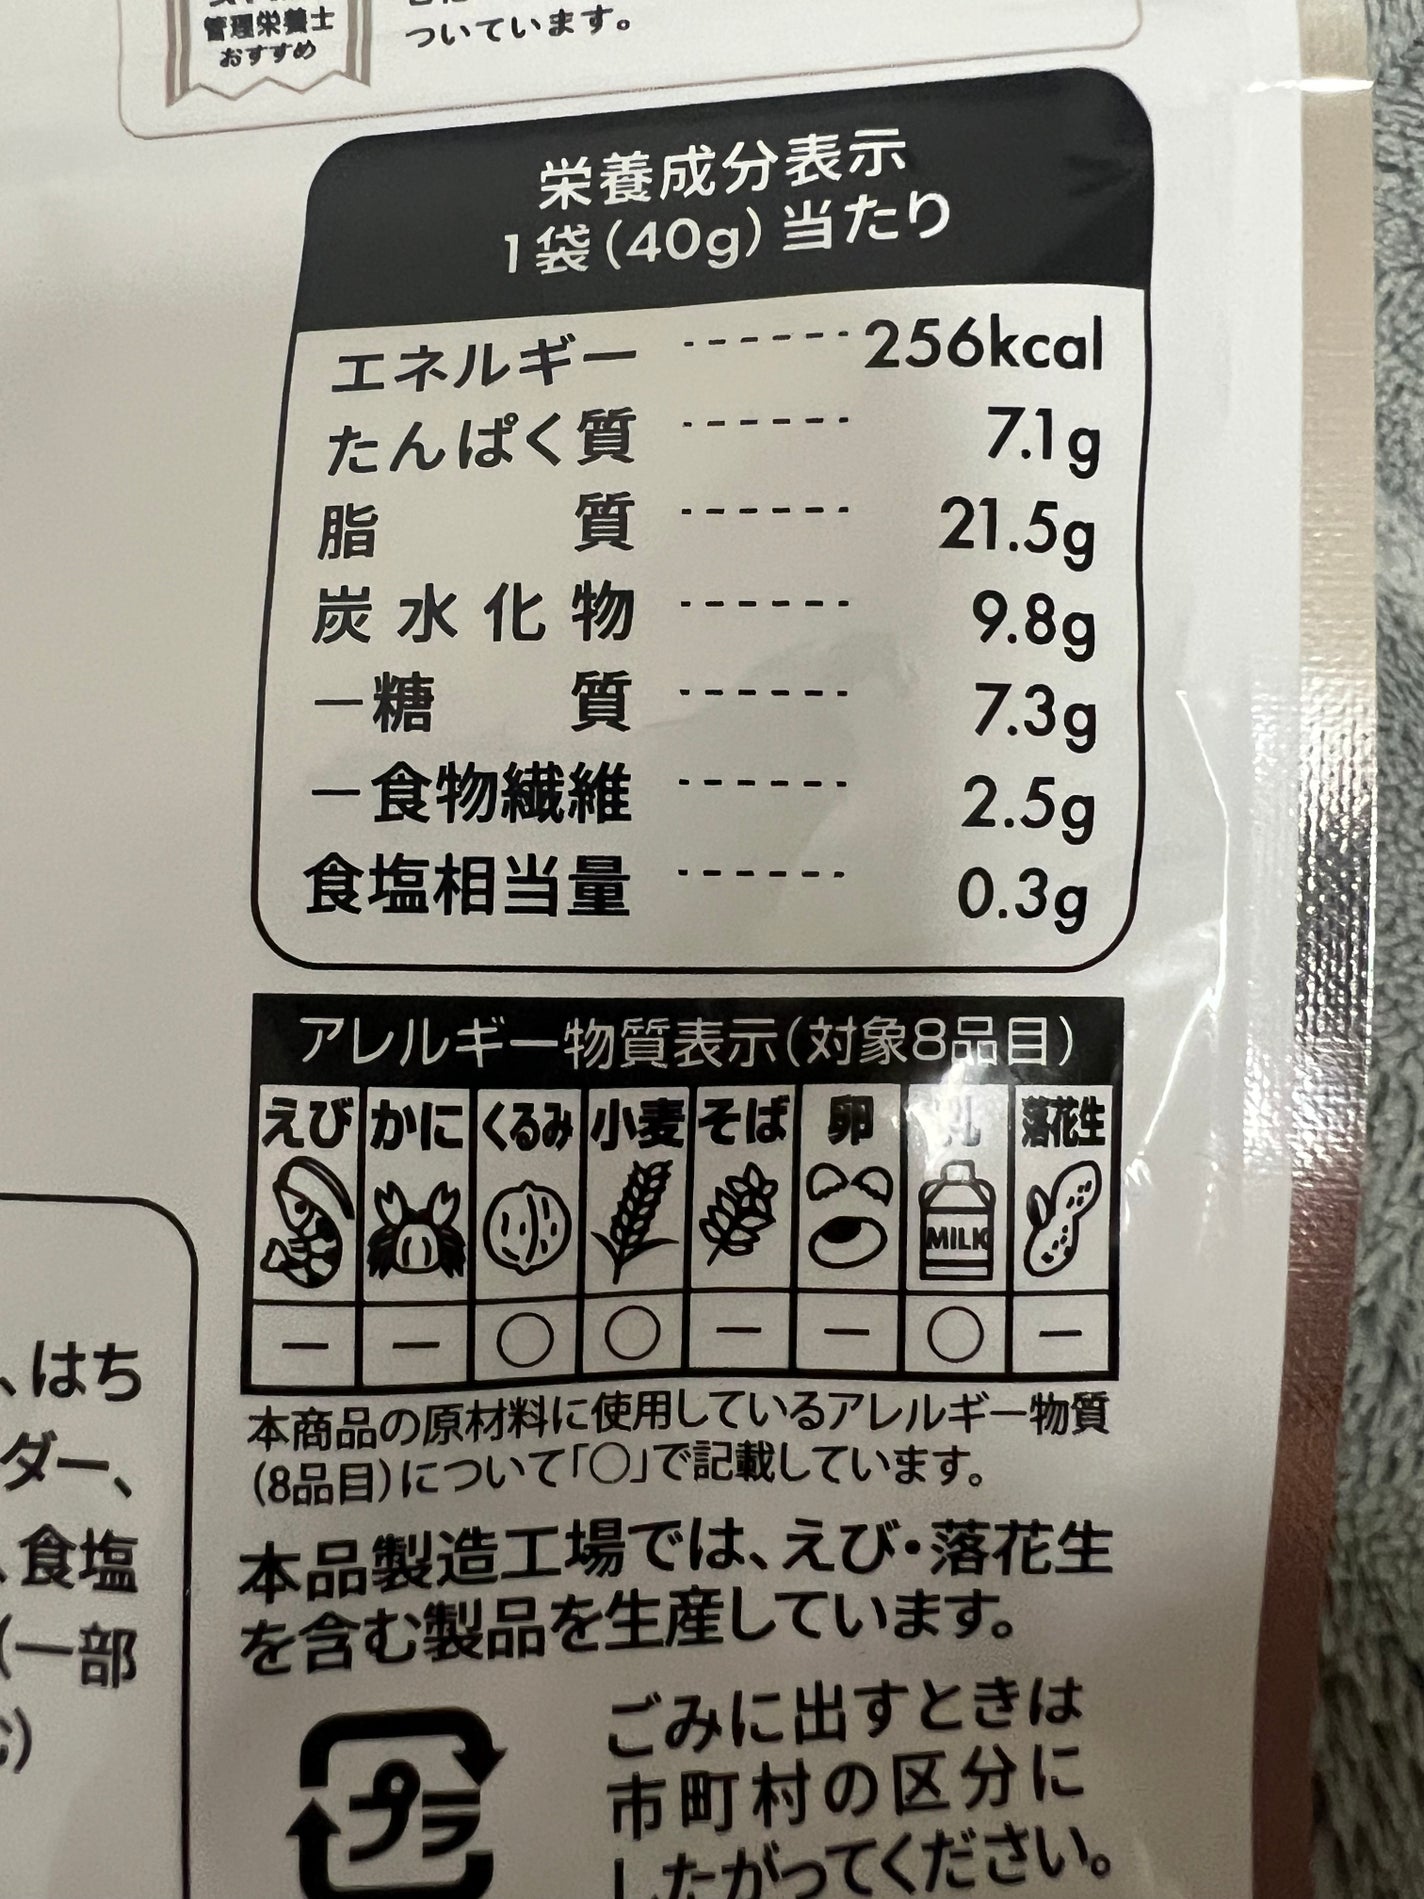 管理栄養士
おすすめ
ついています。
栄養成分表示
1袋(40g)当たり
エネルギー ------ 256kcal
たんぱく質 ------ 7.1g
脂質 ------ 21.5g
炭水化物 ------ 9.8g
－糖質 ------ 7.3g
－食物繊維 ------ 2.5g
食塩相当量 ------ 0.3g
アレルギー物質表示(対象8品目)
えび かに くるみ 小麦 そば 卵 乳 落花生
MILK
－ － ○ ○ － － ○ －
本商品の原材料に使用しているアレルギー物質
(8品目)について「○」で記載しています。
本品製造工場では、えび・落花生
を含む製品を生産しています。
、はち
ダー、
、食塩
(一部
プラ
ごみに出すときは
市町村の区分に
したがってください。